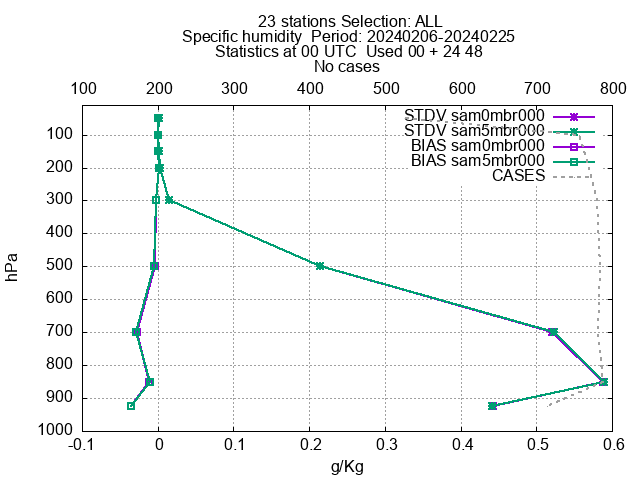 23 stations Selection: ALL
Specific humidity  Period: 20240206-20240225
Statistics at 00 UTC  Used 00 + 24 48
No cases
100 200 300 400 500 600 700 800
STDV sam0mbr000
STDV sam5mbr000
BIAS sam0mbr000
BIAS sam5mbr000
CASES
100
200
300
400
500
600
700
800
900
1000
hPa
-0.1 0 0.1 0.2 0.3 0.4 0.5 0.6
g/Kg